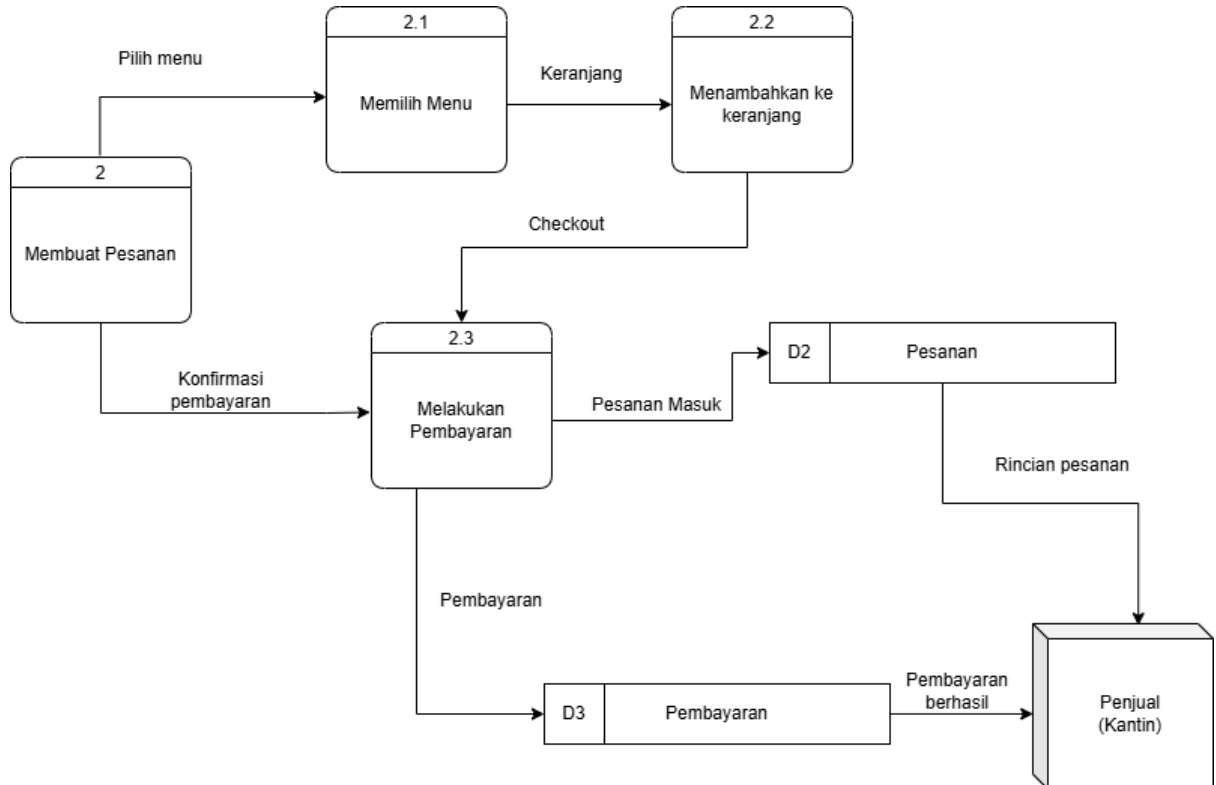 2.1
2.2
Pilih menu
Keranjang
Memilih Menu
Menambahkan ke
keranjang
2
Membuat Pesanan
Checkout
2.3
Konfirmasi
pembayaran
Melakukan
Pembayaran
Pesanan Masuk
D2
Pesanan
Rincian pesanan
Pembayaran
D3
Pembayaran
Pembayaran
berhasil
Penjual
(Kantin)